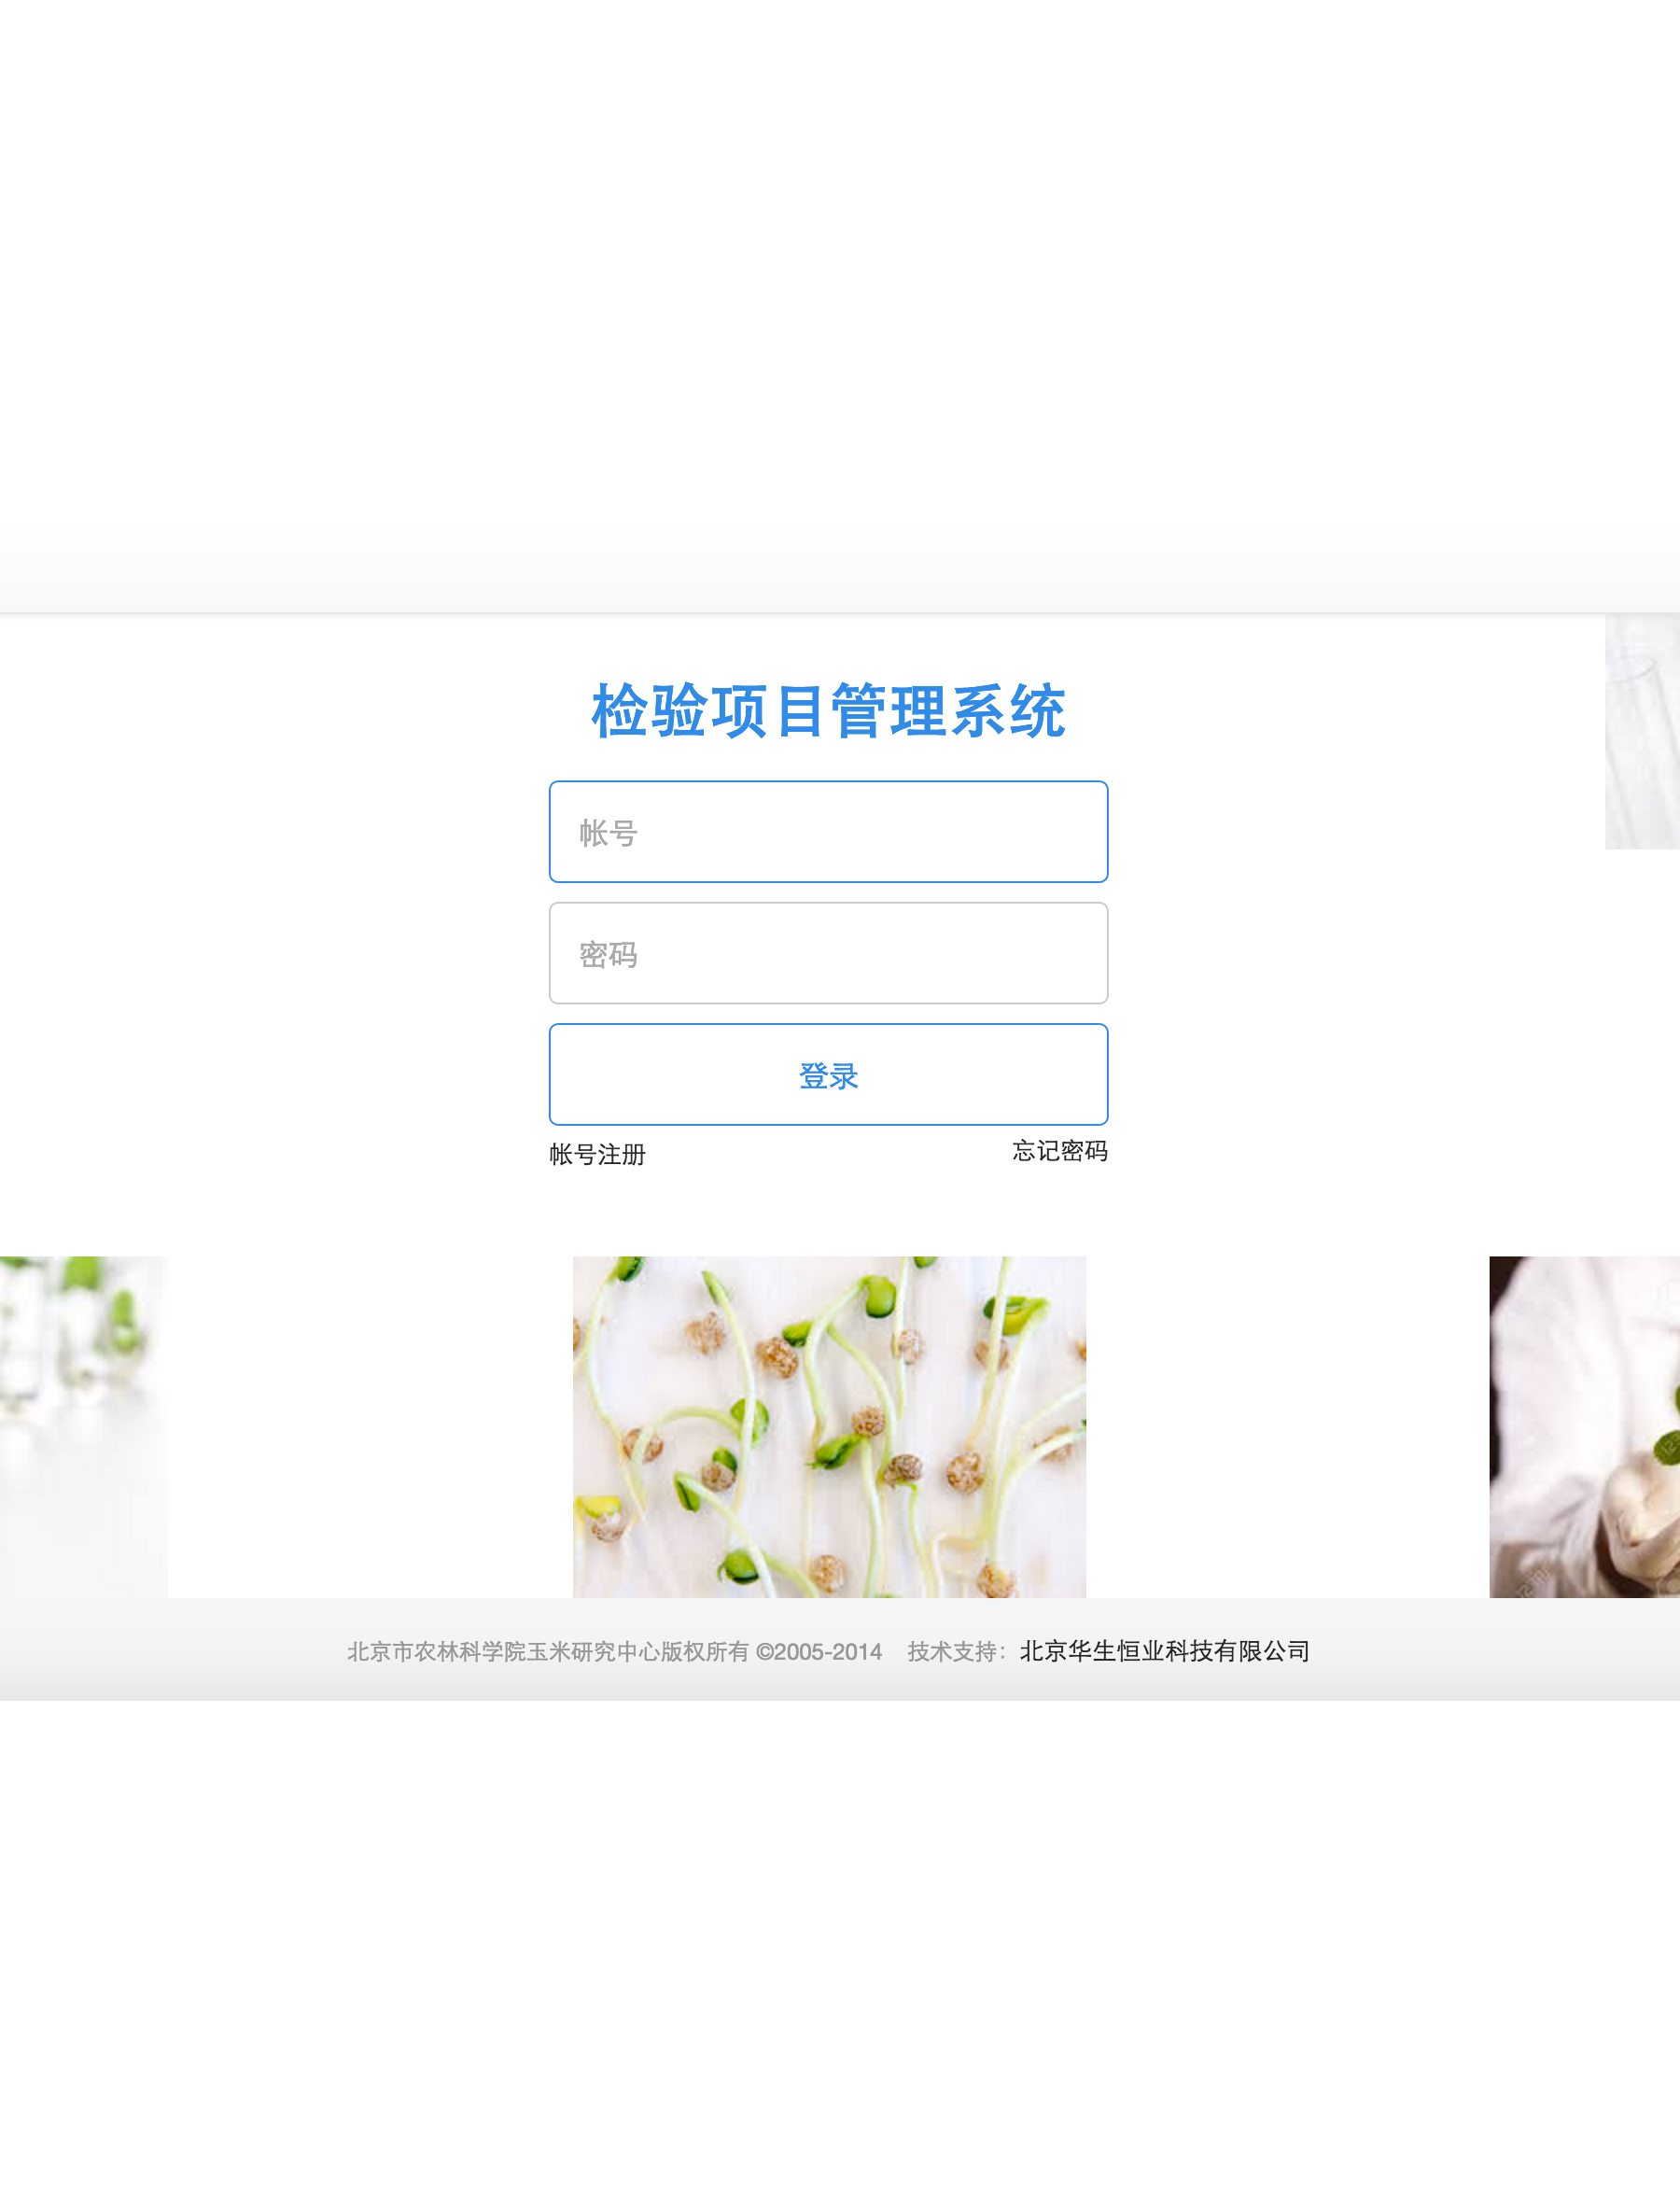 检验项目管理系统
帐号
密码
登录
帐号注册
忘记密码
北京市农林科学院玉米研究中心版权所有 ©2005-2014 技术支持：北京华生恒业科技有限公司